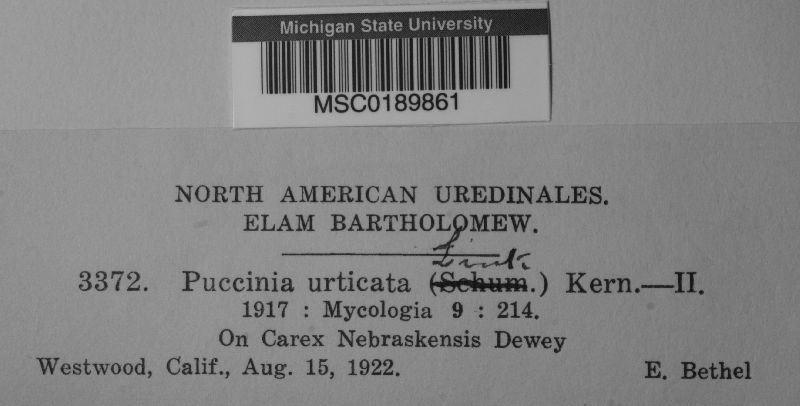 Michigan State University
MSC0189861
NORTH AMERICAN UREDINALES.
ELAM BARTHOLOMEW.
Link
3372. Puccinia urticata (Schum.) Kern.—II.
1917 : Mycologia 9 : 214.
On Carex Nebraskensis Dewey
Westwood, Calif., Aug. 15, 1922. E. Bethel